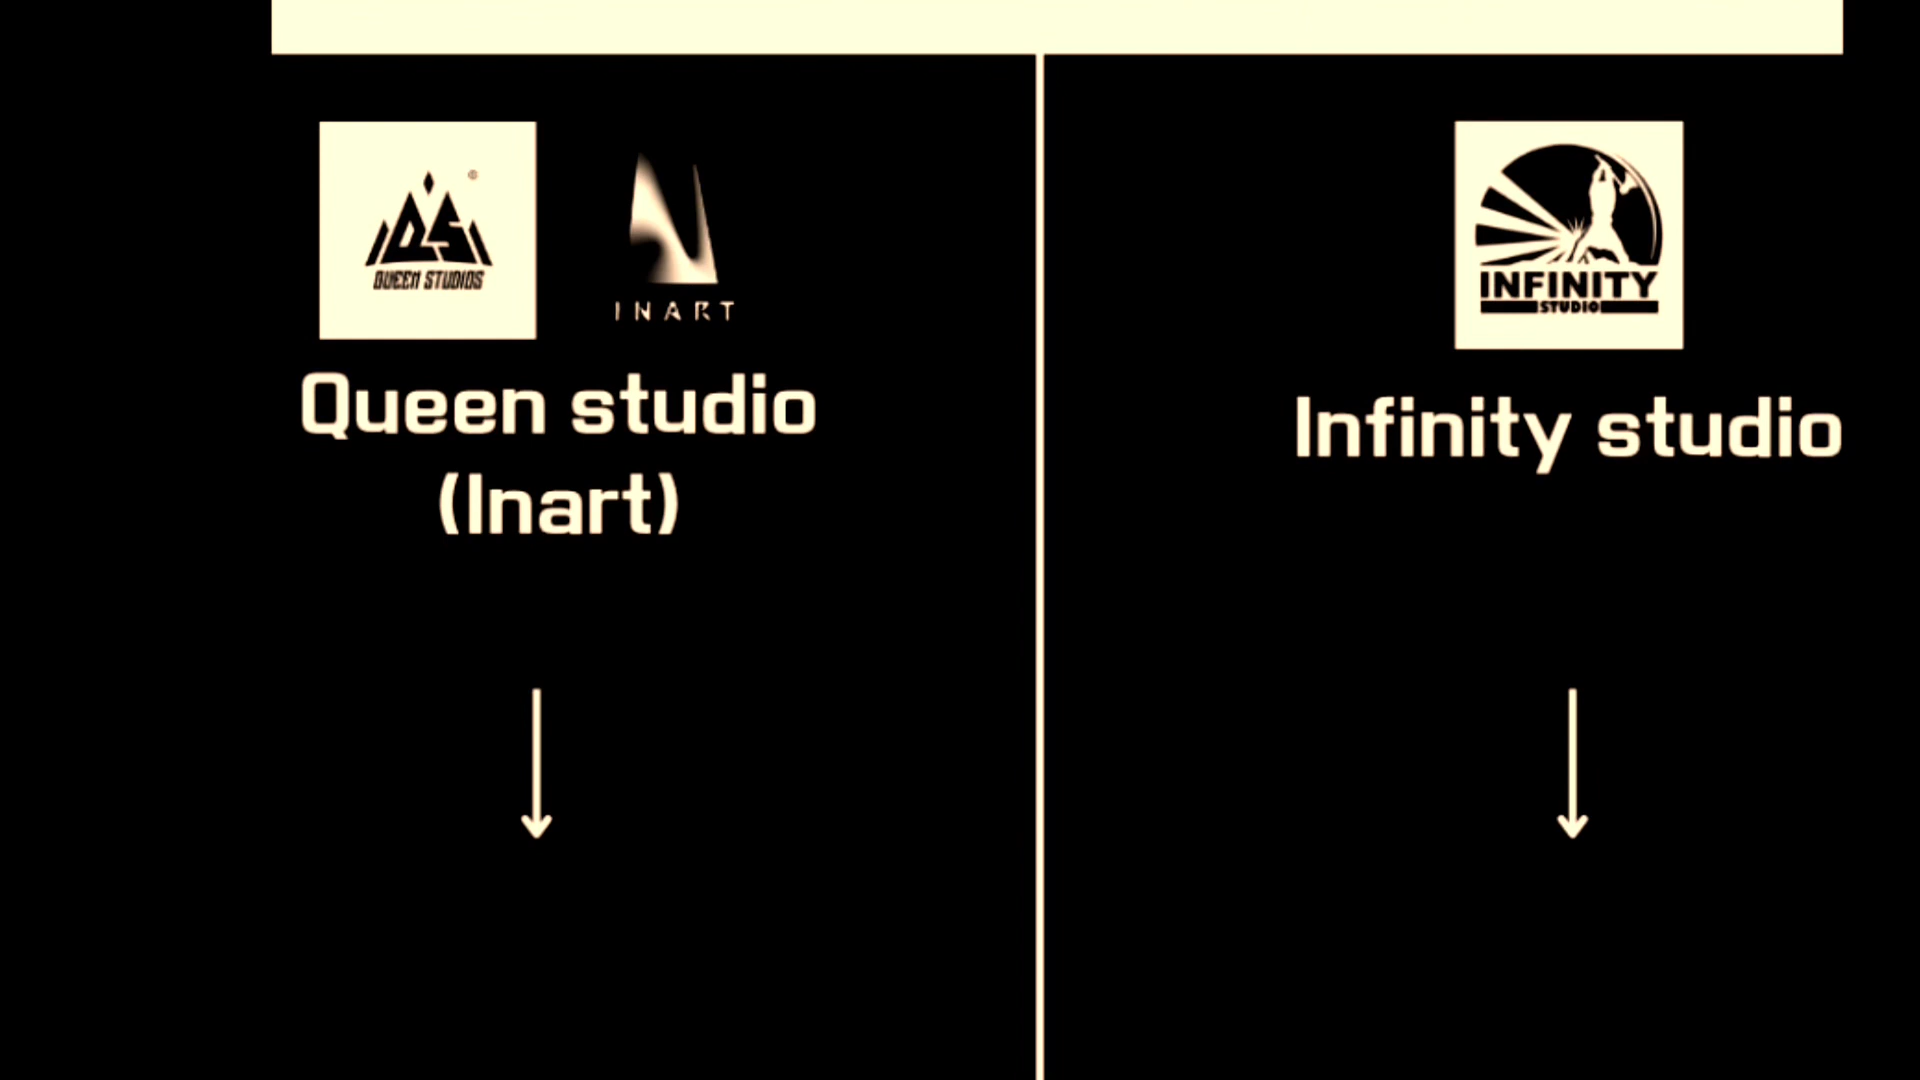 ®
QUEEN STUDIOS
INART
Queen studio
(Inart)
INFINITY
STUDIO
Infinity studio